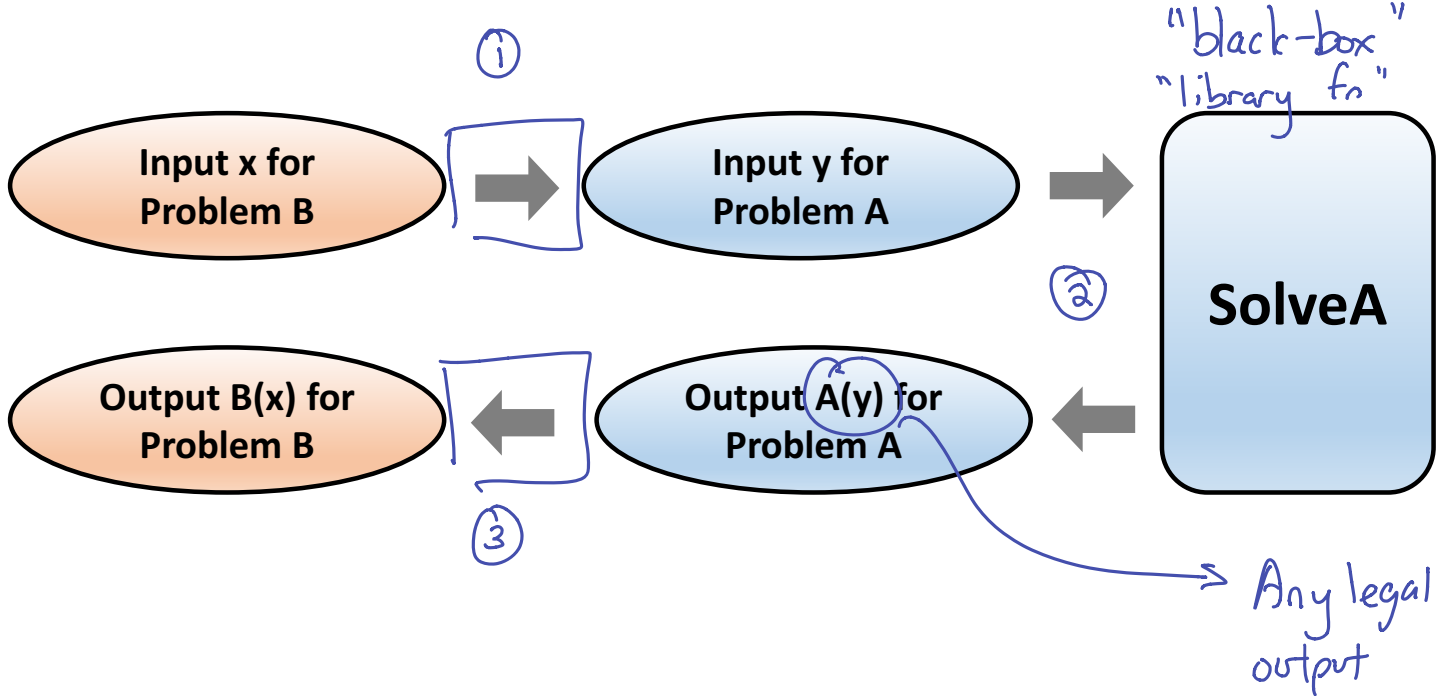 ①
"black-box"
"library fn"
Input x for
Problem B
Input y for
Problem A
②
SolveA
Output B(x) for
Problem B
Output A(y) for
Problem A
③
Any legal
output